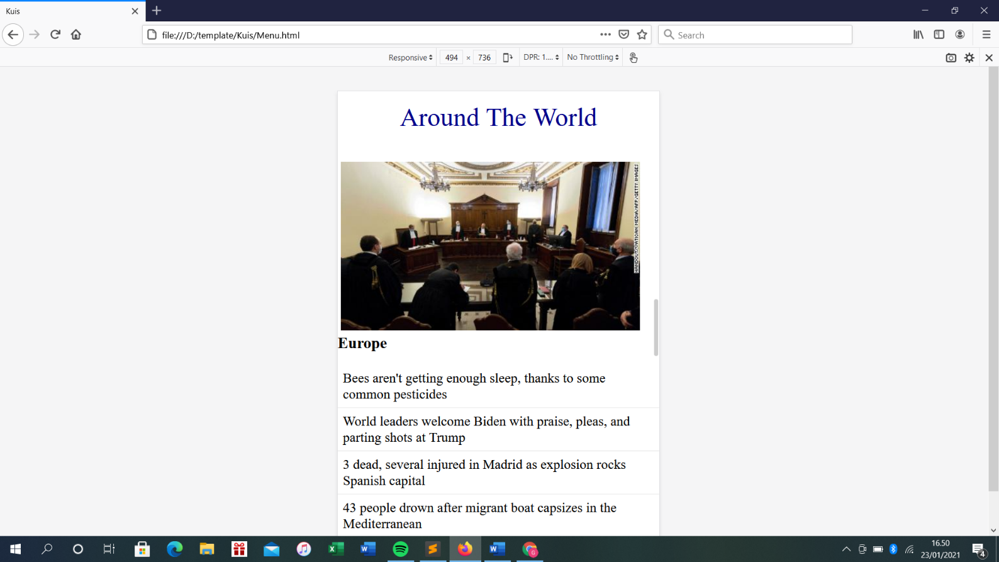 Kuis
file:///D:/template/Kuis/Menu.html
Search
Responsive
494 × 736
DPR: 1....
No Throttling
Around The World
HANDOUT/VATICAN MEDIA/AFP/GETTY IMAGES
Europe
Bees aren't getting enough sleep, thanks to some
common pesticides
World leaders welcome Biden with praise, pleas, and
parting shots at Trump
3 dead, several injured in Madrid as explosion rocks
Spanish capital
43 people drown after migrant boat capsizes in the
Mediterranean
16.50
23/01/2021
4